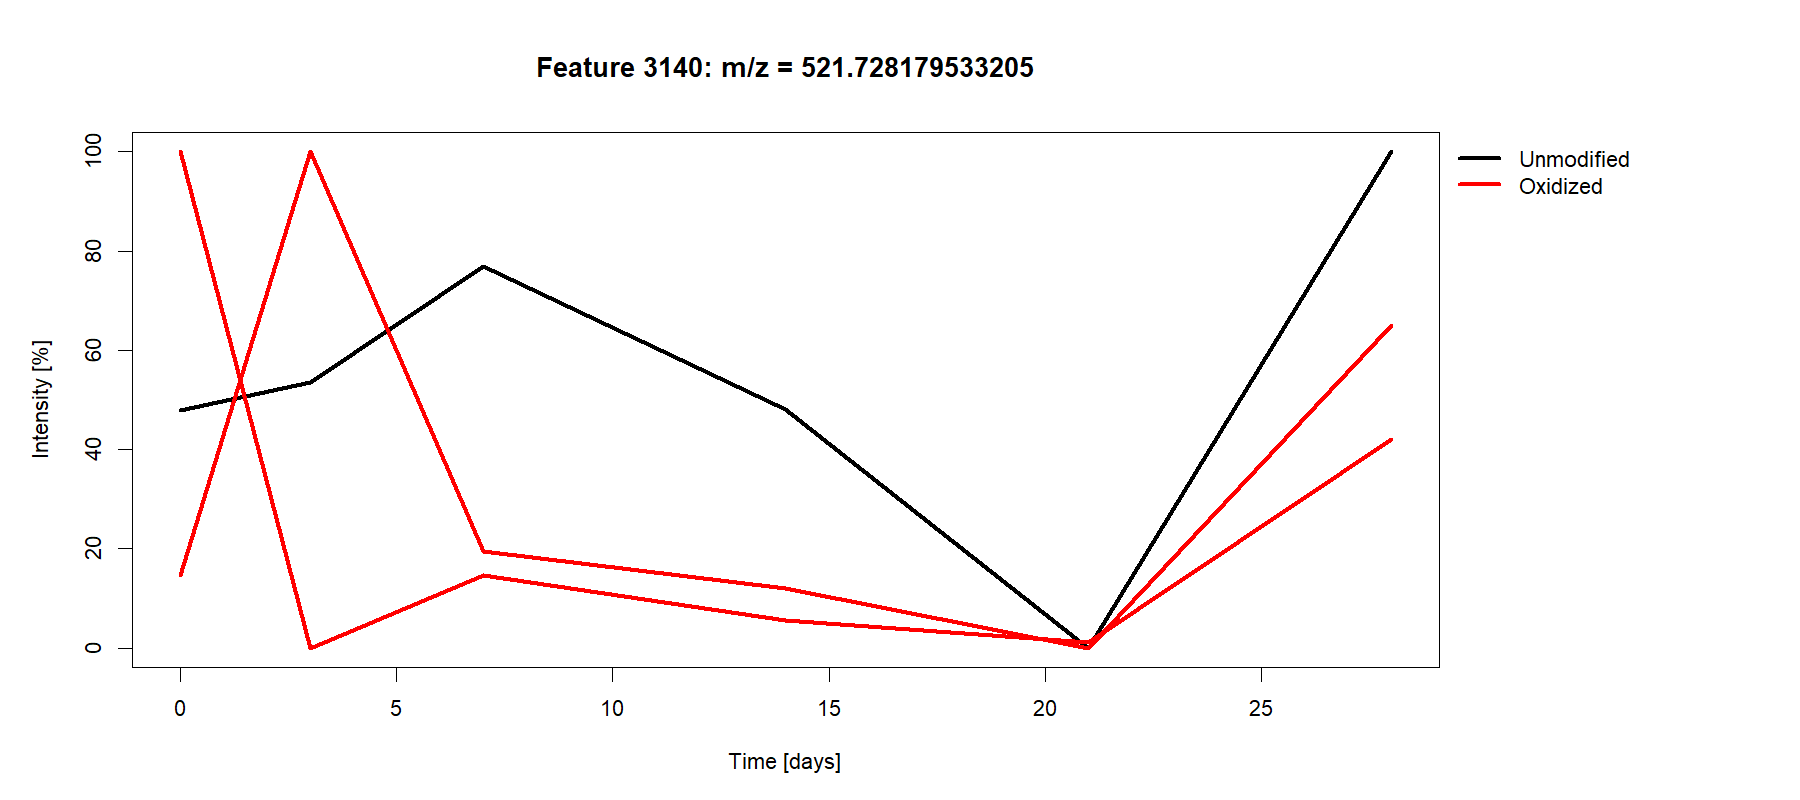 Feature 3140: m/z = 521.728179533205
Unmodified
Oxidized
Intensity [%]
100
80
60
40
20
0
0 5 10 15 20 25
Time [days]